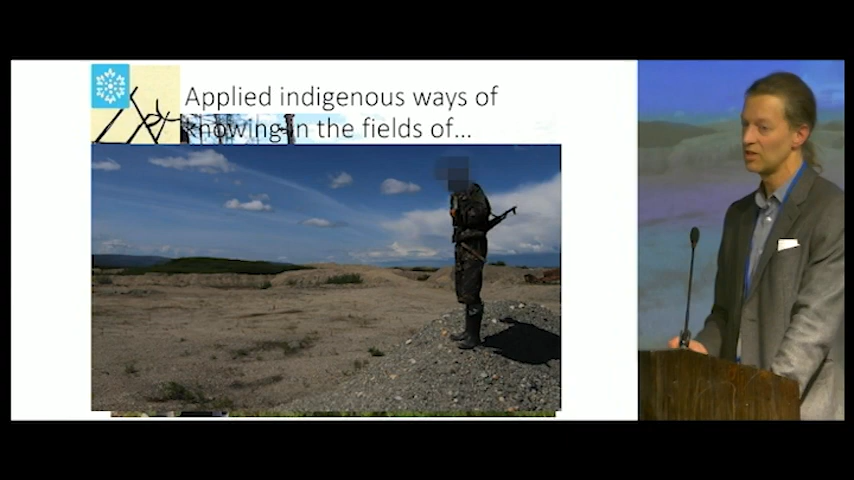 Applied indigenous ways of
knowing in the fields of...